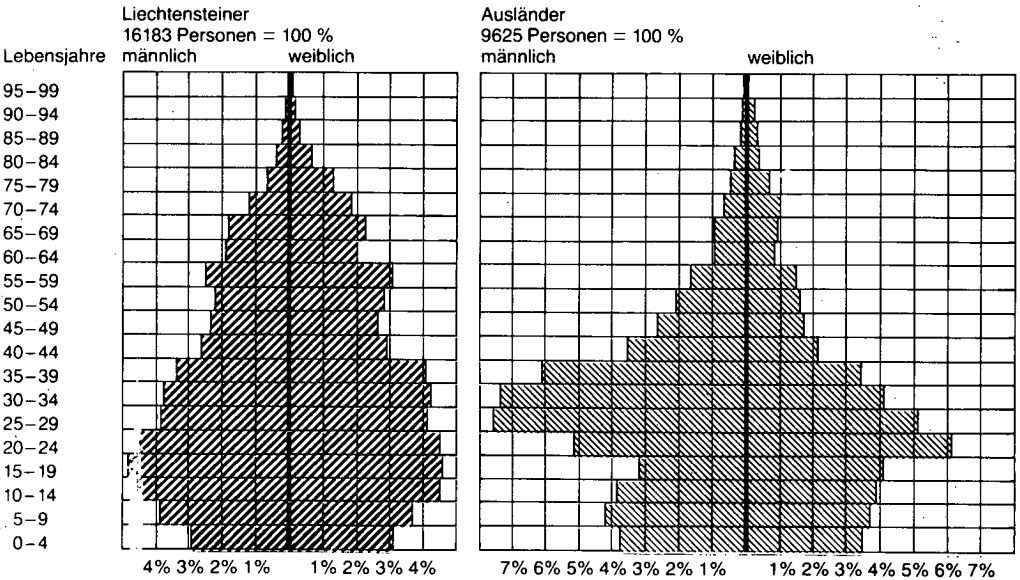 Liechtensteiner
16183 Personen = 100 %
Lebensjahre männlich weiblich
Ausländer
9625 Personen = 100 %
männlich weiblich
95–99
90–94
85–89
80–84
75–79
70–74
65–69
60–64
55–59
50–54
45–49
40–44
35–39
30–34
25–29
20–24
15–19
10–14
5–9
0–4
4% 3% 2% 1% 1% 2% 3% 4%
7% 6% 5% 4% 3% 2% 1% 1% 2% 3% 4% 5% 6% 7%